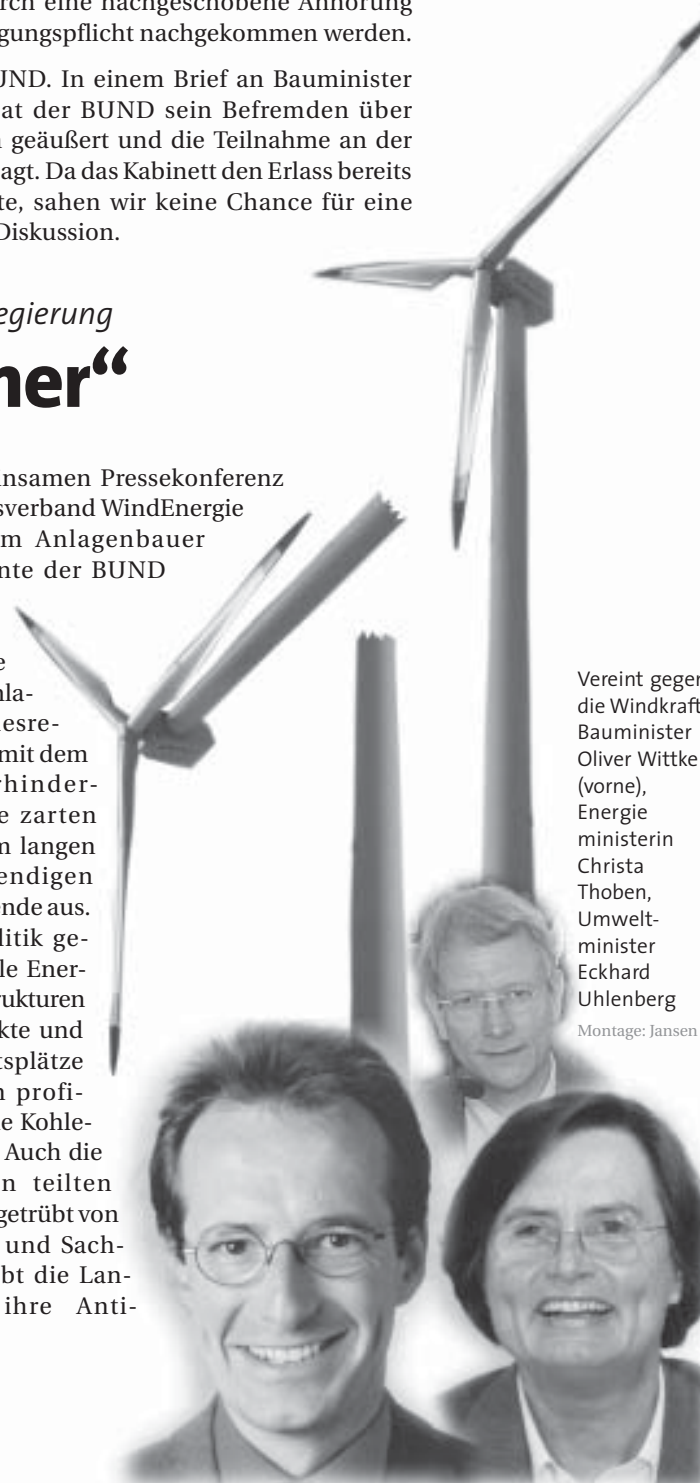 rch eine nachgeschobene Anhörung
gungspflicht nachgekommen werden.
UND. In einem Brief an Bauminister
at der BUND sein Befremden über
geäußert und die Teilnahme an der
agt. Da das Kabinett den Erlass bereits
te, sahen wir keine Chance für eine
Diskussion.
egierung
ner“
nsamen Pressekonferenz
sverband WindEnergie
m Anlagenbauer
nte der BUND
e
nla-
esre-
mit dem
rhinder-
e zarten
n langen
endigen
ende aus.
litik ge-
le Ener-
rukturen
kte und
tsplätze
n profi-
e Kohle-
Auch die
n teilten
getrübt von
und Sach-
bt die Lan-
ihre Anti-
Vereint gegen
die Windkraft
Bauminister
Oliver Wittke
(vorne),
Energie
ministerin
Christa
Thoben,
Umwelt-
minister
Eckhard
Uhlenberg
Montage: Jansen